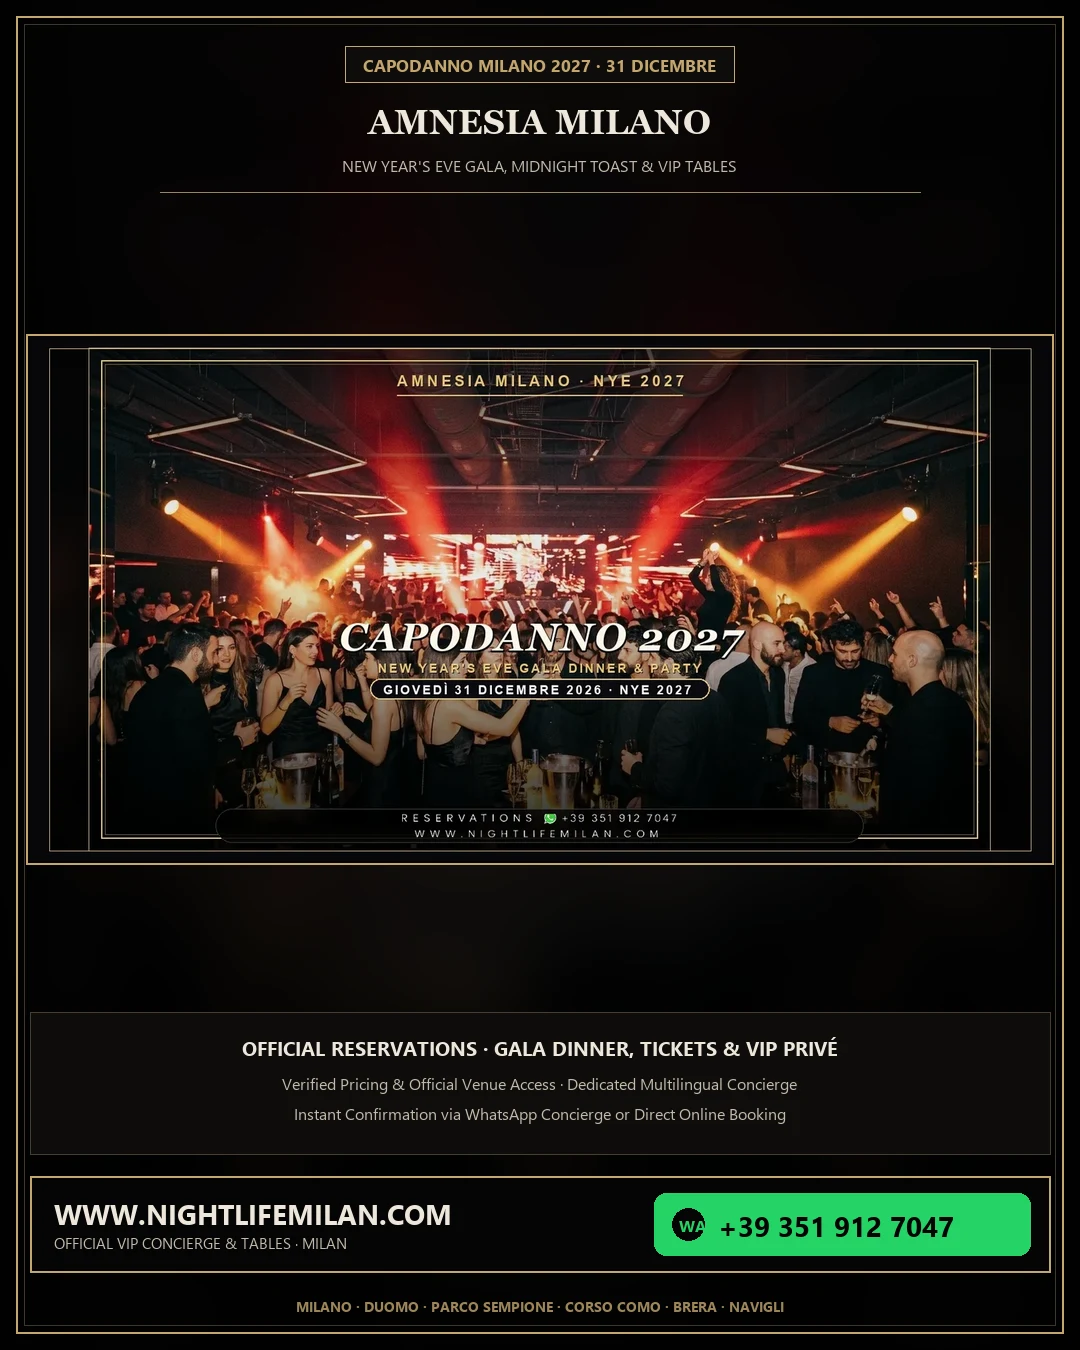 CAPODANNO MILANO 2027 · 31 DICEMBRE
AMNESIA MILANO
NEW YEAR'S EVE GALA, MIDNIGHT TOAST & VIP TABLES
AMNESIA MILANO · NYE 2027
CAPODANNO 2027
NEW YEAR'S EVE GALA DINNER & PARTY
GIOVEDÌ 31 DICEMBRE 2026 · NYE 2027
RESERVATIONS +39 351 912 7047
WWW.NIGHTLIFEMILAN.COM
OFFICIAL RESERVATIONS · GALA DINNER, TICKETS & VIP PRIVÉ
Verified Pricing & Official Venue Access · Dedicated Multilingual Concierge
Instant Confirmation via WhatsApp Concierge or Direct Online Booking
WWW.NIGHTLIFEMILAN.COM
OFFICIAL VIP CONCIERGE & TABLES · MILAN
WA +39 351 912 7047
MILANO · DUOMO · PARCO SEMPIONE · CORSO COMO · BRERA · NAVIGLI